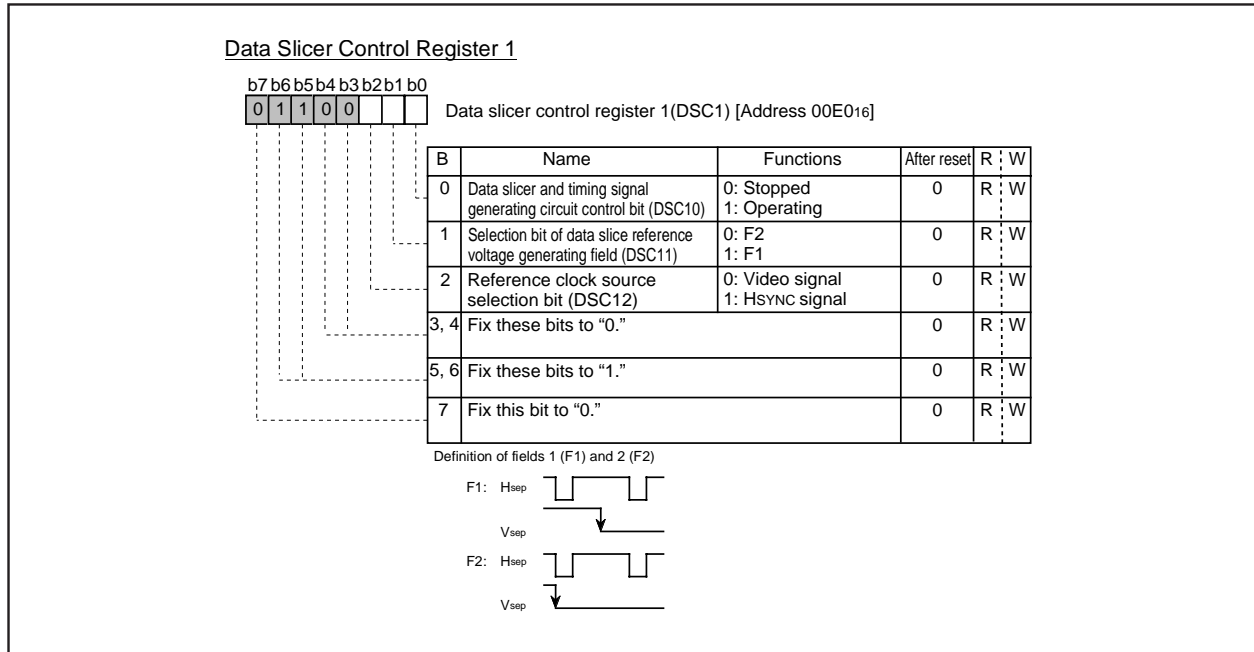 Data Slicer Control Register 1
b7 b6 b5 b4 b3 b2 b1 b0
0 1 1 0 0
Data slicer control register 1(DSC1) [Address 00E016]
B Name Functions After reset R W
0 Data slicer and timing signal generating circuit control bit (DSC10) 0: Stopped 1: Operating 0 R W
1 Selection bit of data slice reference voltage generating field (DSC11) 0: F2 1: F1 0 R W
2 Reference clock source selection bit (DSC12) 0: Video signal 1: HSYNC signal 0 R W
3, 4 Fix these bits to “0.” 0 R W
5, 6 Fix these bits to “1.” 0 R W
7 Fix this bit to “0.” 0 R W
Definition of fields 1 (F1) and 2 (F2)
F1: Hsep
Vsep
F2: Hsep
Vsep